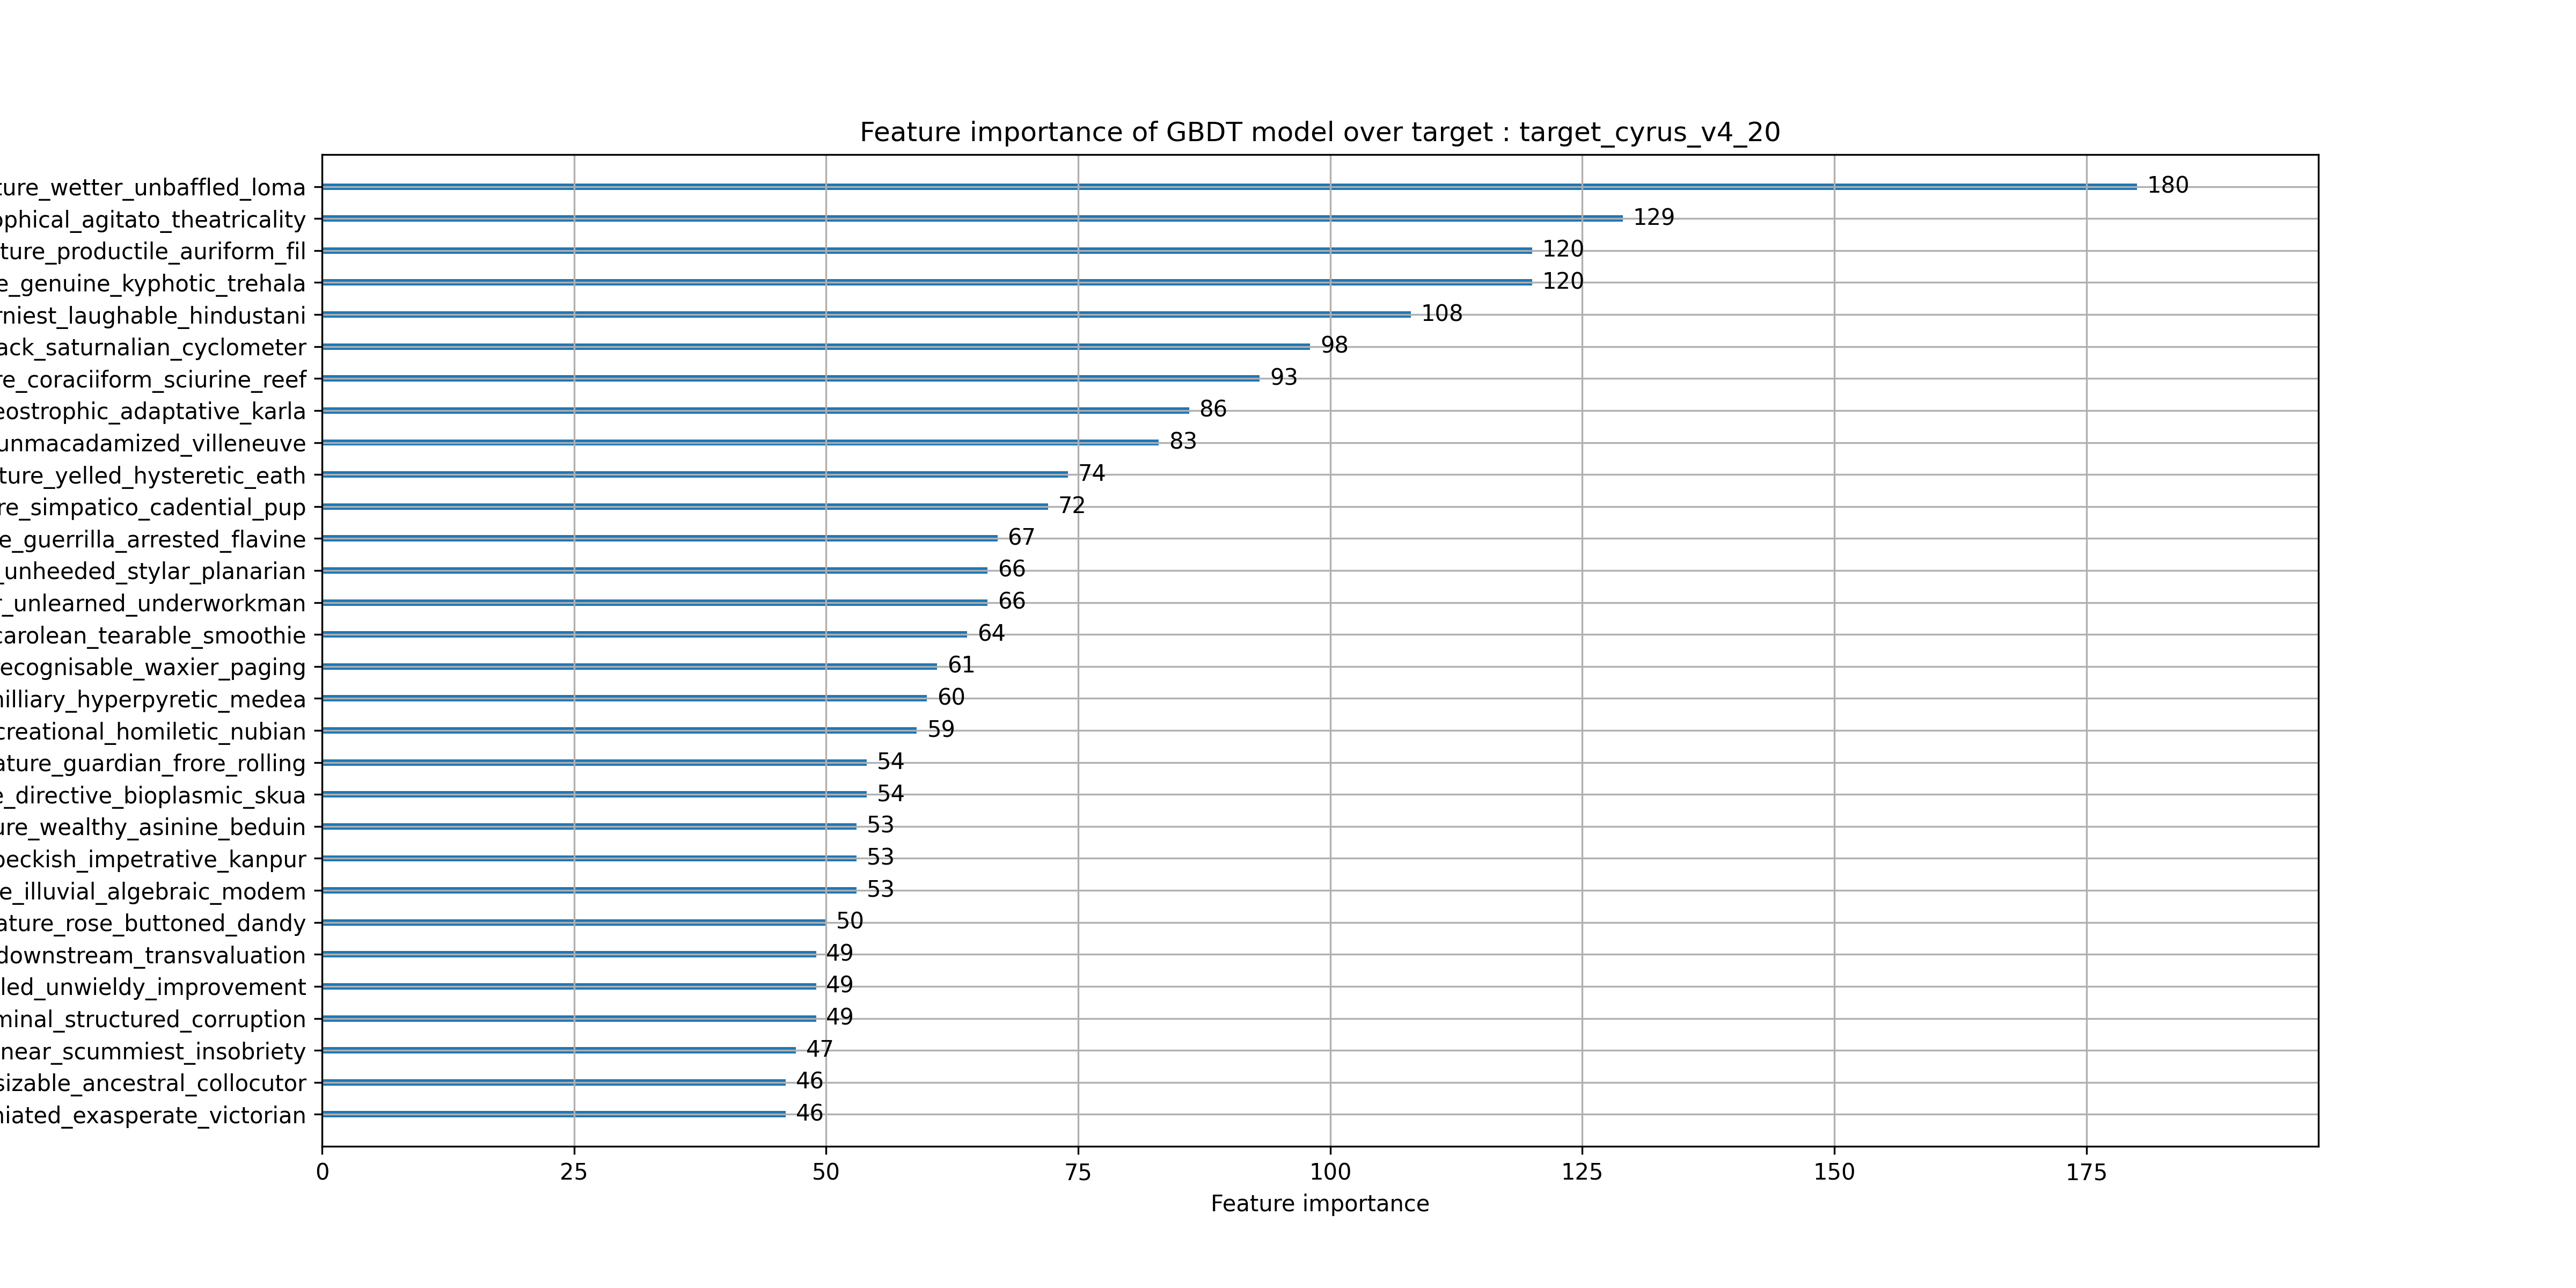 Feature importance of GBDT model over target : target_cyrus_v4_20
ture_wetter_unbaffled_loma 180
ophical_agitato_theatricality 129
ture_productile_auriform_fil 120
e_genuine_kyphotic_trehala 120
rniest_laughable_hindustani 108
ack_saturnalian_cyclometer 98
re_coraciiform_sciurine_reef 93
eostrophic_adaptative_karla 86
unmacadamized_villeneuve 83
ture_yelled_hysteretic_eath 74
re_simpatico_cadential_pup 72
e_guerrilla_arrested_flavine 67
_unheeded_stylar_planarian 66
r_unlearned_underworkman 66
carolean_tearable_smoothie 64
recognisable_waxier_paging 61
nilliary_hyperpyretic_medea 60
creational_homiletic_nubian 59
ature_guardian_frore_rolling 54
e_directive_bioplasmic_skua 54
ure_wealthy_asinine_beduin 53
peckish_impetrative_kanpur 53
e_illuvial_algebraic_modem 53
ature_rose_buttoned_dandy 50
downstream_transvaluation 49
led_unwieldy_improvement 49
minal_structured_corruption 49
near_scummiest_insobriety 47
sizable_ancestral_collocutor 46
niated_exasperate_victorian 46
0 25 50 75 100 125 150 175
Feature importance